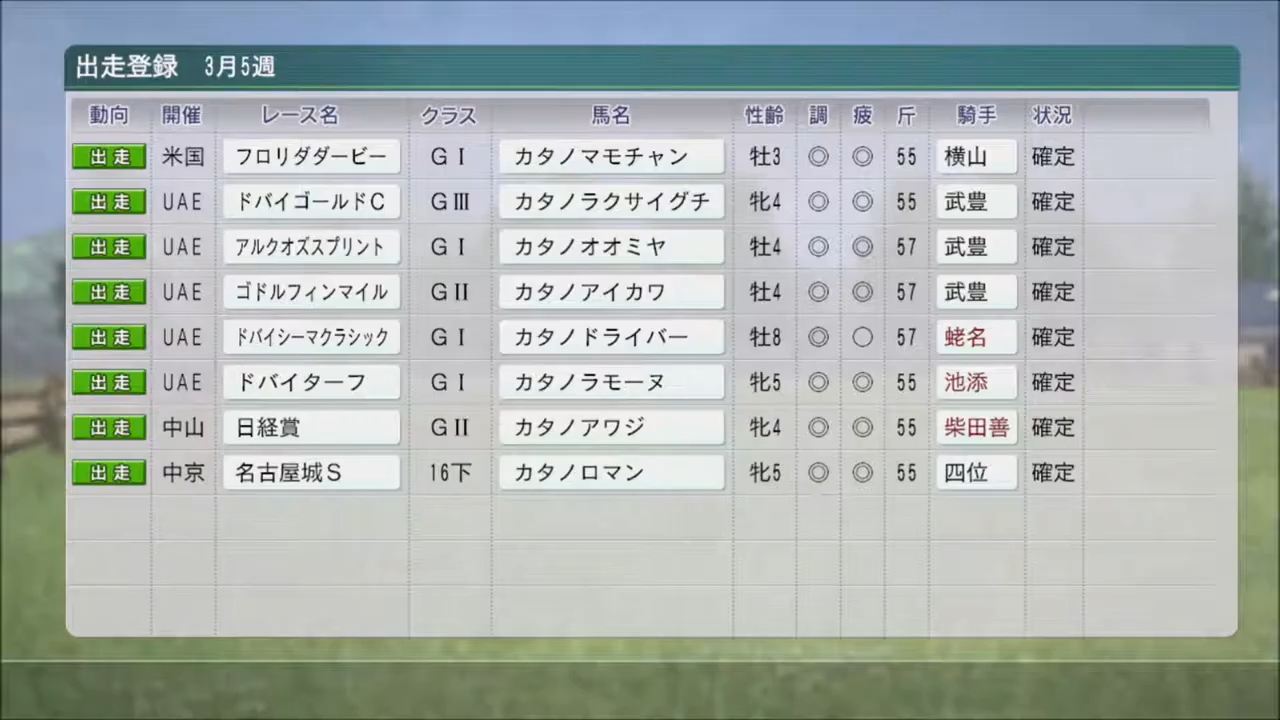 出走登録 3月5週
動向 開催 レース名 クラス 馬名 性齢 調 疲 斤 騎手 状況
出走 米国 フロリダダービー GⅠ カタノマモチャン 牡3 ◎ ◎ 55 横山 確定
出走 UAE ドバイゴールドC GⅢ カタノラクサイグチ 牝4 ◎ ◎ 55 武豊 確定
出走 UAE アルクオズスプリント GⅠ カタノオオミヤ 牡4 ◎ ◎ 57 武豊 確定
出走 UAE ゴドルフィンマイル GⅡ カタノアイカワ 牡4 ◎ ◎ 57 武豊 確定
出走 UAE ドバイシーマクラシック GⅠ カタノドライバー 牡8 ◎ ○ 57 蛯名 確定
出走 UAE ドバイターフ GⅠ カタノラモーヌ 牝5 ◎ ◎ 55 池添 確定
出走 中山 日経賞 GⅡ カタノアワジ 牝4 ◎ ◎ 55 柴田善 確定
出走 中京 名古屋城S 16下 カタノロマン 牝5 ◎ ◎ 55 四位 確定